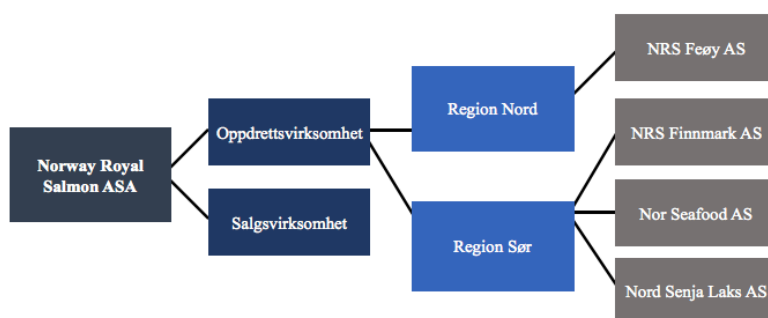 Norway Royal
Salmon ASA
Oppdrettsvirksomhet
Salgsvirksomhet
Region Nord
Region Sør
NRS Feøy AS
NRS Finnmark AS
Nor Seafood AS
Nord Senja Laks AS